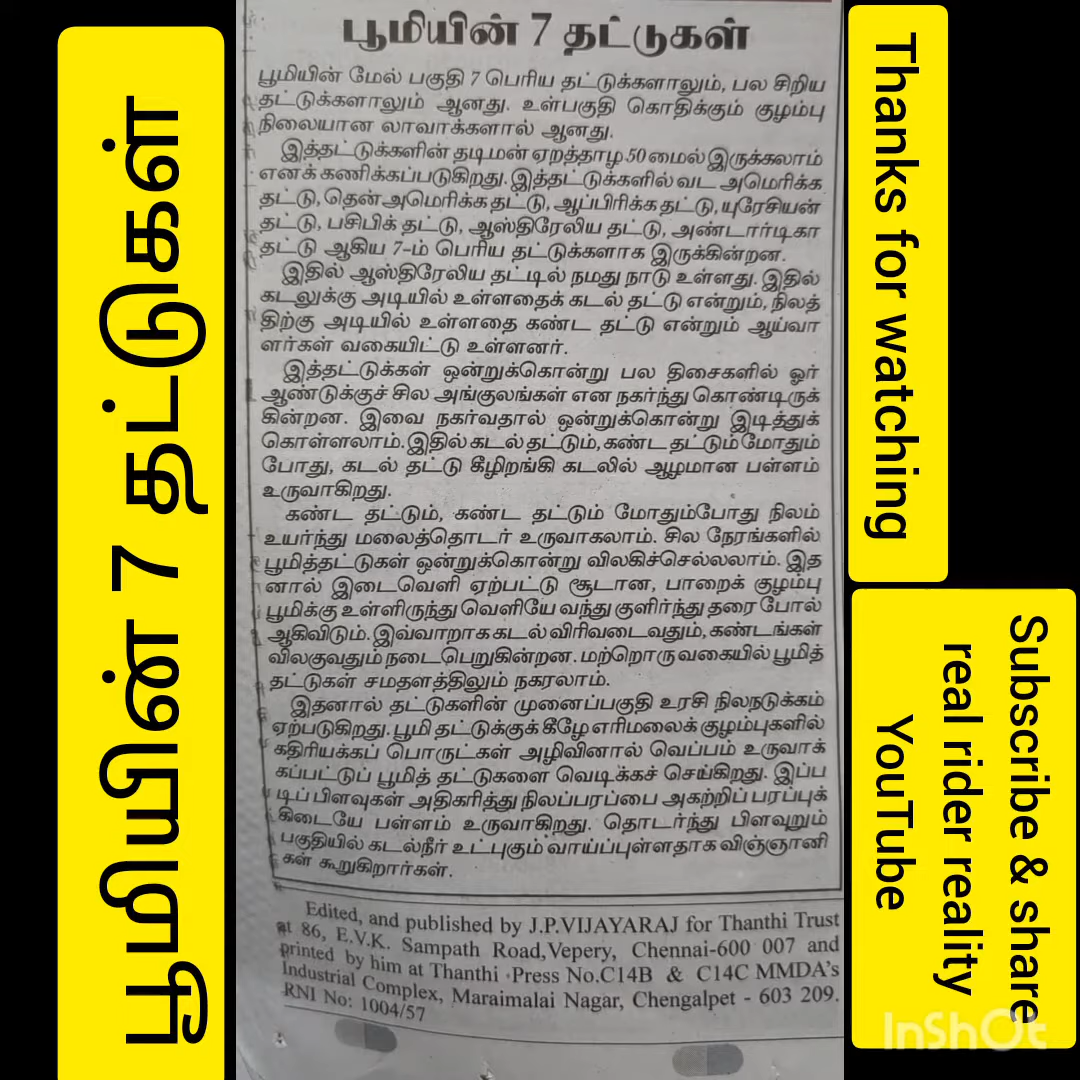 பூமியின் 7 தட்டுகள்
பூமியின் 7 தட்டுகள்
பூமியின் மேல் பகுதி 7 பெரிய தட்டுக்களாலும், பல சிறிய
தட்டுக்களாலும் ஆனது. உள்பகுதி கொதிக்கும் குழம்பு
நிலையான லாவாக்களால் ஆனது.
இத்தட்டுக்களின் தடிமன் ஏறத்தாழ 50 மைல் இருக்கலாம்
எனக் கணிக்கப்படுகிறது. இத்தட்டுக்களில் வட அமெரிக்க
தட்டு, தென் அமெரிக்க தட்டு, ஆப்பிரிக்க தட்டு, யுரேசியன்
தட்டு, பசிபிக் தட்டு, ஆஸ்திரேலிய தட்டு, அண்டார்டிகா
தட்டு ஆகிய 7-ம் பெரிய தட்டுக்களாக இருக்கின்றன.
இதில் ஆஸ்திரேலிய தட்டில் நமது நாடு உள்ளது. இதில்
கடலுக்கு அடியில் உள்ளதைக் கடல் தட்டு என்றும், நிலத்
திற்கு அடியில் உள்ளதை கண்ட தட்டு என்றும் ஆய்வா
ளர்கள் வகையிட்டு உள்ளனர்.
இத்தட்டுக்கள் ஒன்றுக்கொன்று பல திசைகளில் ஓர்
ஆண்டுக்குச் சில அங்குலங்கள் என நகர்ந்து கொண்டிருக்
கின்றன. இவை நகர்வதால் ஒன்றுக்கொன்று இடித்துக்
கொள்ளலாம். இதில் கடல் தட்டும், கண்ட தட்டும் மோதும்
போது, கடல் தட்டு கீழிறங்கி கடலில் ஆழமான பள்ளம்
உருவாகிறது.
கண்ட தட்டும், கண்ட தட்டும் மோதும்போது நிலம்
உயர்ந்து மலைத்தொடர் உருவாகலாம். சில நேரங்களில்
பூமித்தட்டுகள் ஒன்றுக்கொன்று விலகிச்செல்லலாம். இத
னால் இடைவெளி ஏற்பட்டு சூடான, பாறைக் குழம்பு
பூமிக்கு உள்ளிருந்து வெளியே வந்து குளிர்ந்து தரை போல்
ஆகிவிடும். இவ்வாறாக கடல் விரிவடைவதும், கண்டங்கள்
விலகுவதும் நடைபெறுகின்றன. மற்றொரு வகையில் பூமித்
தட்டுகள் சமதளத்திலும் நகரலாம்.
இதனால் தட்டுகளின் முனைப்பகுதி உரசி நிலநடுக்கம்
ஏற்படுகிறது. பூமி தட்டுக்குக் கீழே எரிமலைக் குழம்புகளில்
கதிரியக்கப் பொருட்கள் அழிவினால் வெப்பம் உருவாக்
கப்பட்டுப் பூமித் தட்டுகளை வெடிக்கச் செய்கிறது. இப்ப
டிப் பிளவுகள் அதிகரித்து நிலப்பரப்பை அகற்றிப் பரப்புக்
கிடையே பள்ளம் உருவாகிறது. தொடர்ந்து பிளவுறும்
பகுதியில் கடல்நீர் உட்புகும் வாய்ப்புள்ளதாக விஞ்ஞானி
கள் கூறுகிறார்கள்.
Edited, and published by J.P.VIJAYARAJ for Thanthi Trust
at 86, E.V.K. Sampath Road,Vepery, Chennai-600 007 and
printed by him at Thanthi Press No.C14B & C14C MMDA's
Industrial Complex, Maraimalai Nagar, Chengalpet - 603 209.
RNI No: 1004/57
Thanks for watching
Subscribe & share
real rider reality
YouTube
InShOt